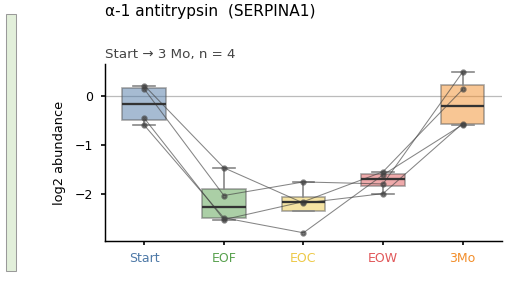 α-1 antitrypsin  (SERPINA1)
Start → 3 Mo, n = 4
log2 abundance
0
−1
−2
Start EOF EOC EOW 3Mo